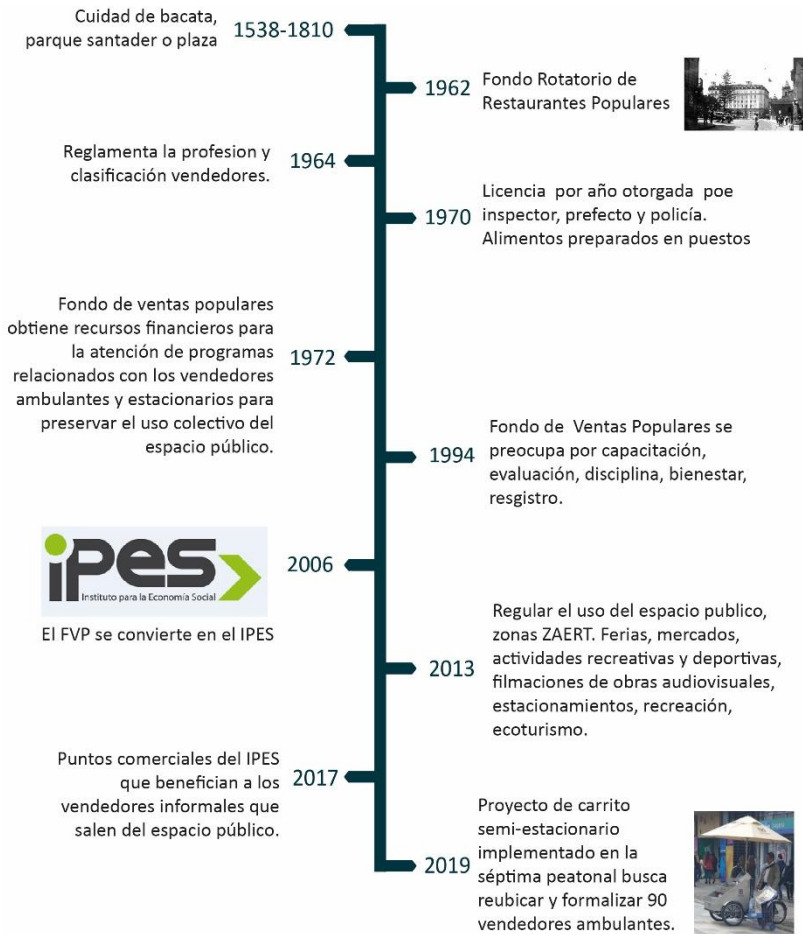 Cuidad de bacata,
parque santader o plaza
1538-1810
1962
Fondo Rotatorio de
Restaurantes Populares
Reglamenta la profesion y
clasificación vendedores.
1964
1970
Licencia por año otorgada poe
inspector, prefecto y policía.
Alimentos preparados en puestos
Fondo de ventas populares
obtiene recursos financieros para
la atención de programas
relacionados con los vendedores
ambulantes y estacionarios para
preservar el uso colectivo del
espacio público.
1972
1994
Fondo de Ventas Populares se
preocupa por capacitación,
evaluación, disciplina, bienestar,
resgistro.
ipes
Instituto para la Economía Social
El FVP se convierte en el IPES
2006
2013
Regular el uso del espacio publico,
zonas ZAERT. Ferias, mercados,
actividades recreativas y deportivas,
filmaciones de obras audiovisuales,
estacionamientos, recreación,
ecoturismo.
Puntos comerciales del IPES
que benefician a los
vendedores informales que
salen del espacio público.
2017
2019
Proyecto de carrito
semi-estacionario
implementado en la
séptima peatonal busca
reubicar y formalizar 90
vendedores ambulantes.